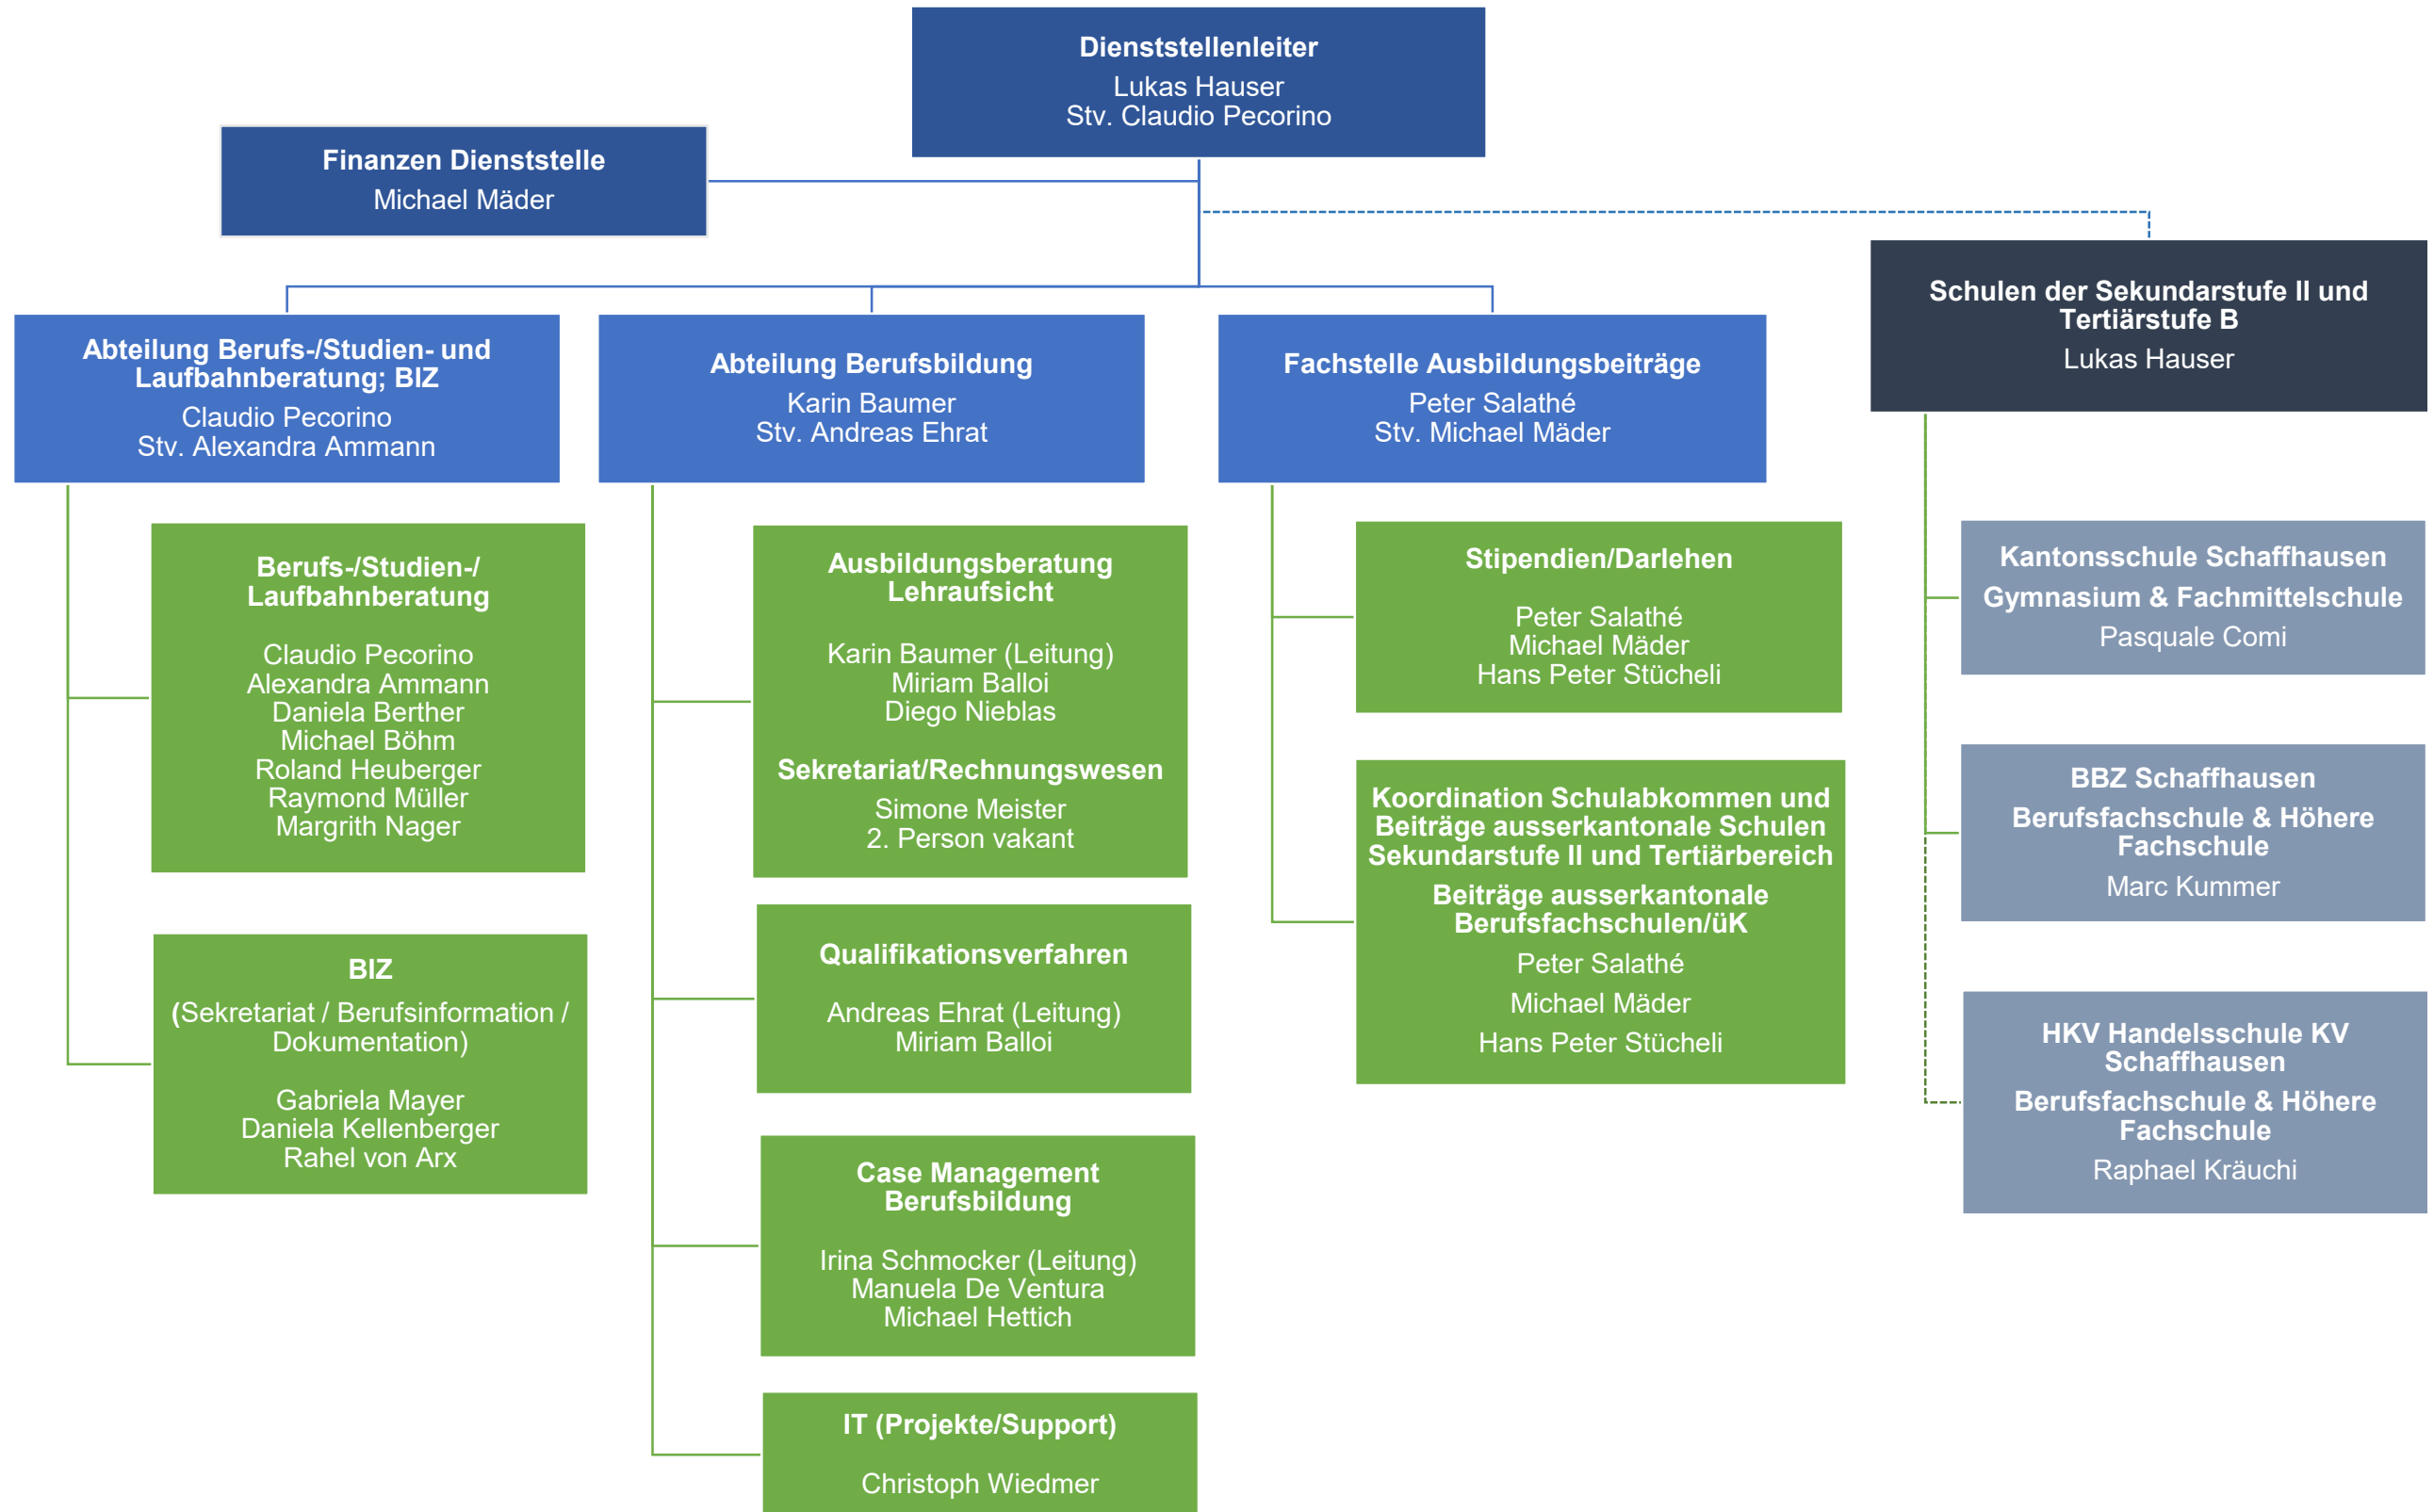 Dienststellenleiter
Lukas Hauser
Stv. Claudio Pecorino
Finanzen Dienststelle
Michael Mäder
Schulen der Sekundarstufe II und
Tertiärstufe B
Lukas Hauser
Abteilung Berufs-/Studien- und
Laufbahnberatung; BIZ
Claudio Pecorino
Stv. Alexandra Ammann
Abteilung Berufsbildung
Karin Baumer
Stv. Andreas Ehrat
Fachstelle Ausbildungsbeiträge
Peter Salathé
Stv. Michael Mäder
Berufs-/Studien-/
Laufbahnberatung
Claudio Pecorino
Alexandra Ammann
Daniela Berther
Michael Böhm
Roland Heuberger
Raymond Müller
Margrith Nager
BIZ
(Sekretariat / Berufsinformation /
Dokumentation)
Gabriela Mayer
Daniela Kellenberger
Rahel von Arx
Ausbildungsberatung
Lehraufsicht
Karin Baumer (Leitung)
Miriam Balloi
Diego Nieblas
Sekretariat/Rechnungswesen
Simone Meister
2. Person vakant
Qualifikationsverfahren
Andreas Ehrat (Leitung)
Miriam Balloi
Case Management
Berufsbildung
Irina Schmocker (Leitung)
Manuela De Ventura
Michael Hettich
IT (Projekte/Support)
Christoph Wiedmer
Stipendien/Darlehen
Peter Salathé
Michael Mäder
Hans Peter Stücheli
Koordination Schulabkommen und
Beiträge ausserkantonale Schulen
Sekundarstufe II und Tertiärbereich
Beiträge ausserkantonale
Berufsfachschulen/üK
Peter Salathé
Michael Mäder
Hans Peter Stücheli
Kantonsschule Schaffhausen
Gymnasium & Fachmittelschule
Pasquale Comi
BBZ Schaffhausen
Berufsfachschule & Höhere
Fachschule
Marc Kummer
HKV Handelsschule KV
Schaffhausen
Berufsfachschule & Höhere
Fachschule
Raphael Kräuchi